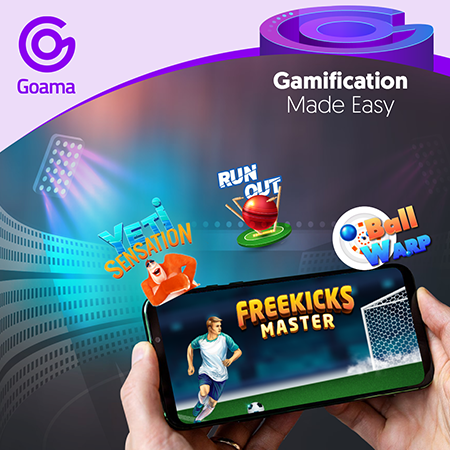 Goama
Gamification
Made Easy
RUN
OUT
YETI
SENSATION
Ball
WARP
FREEKICKS
MASTER